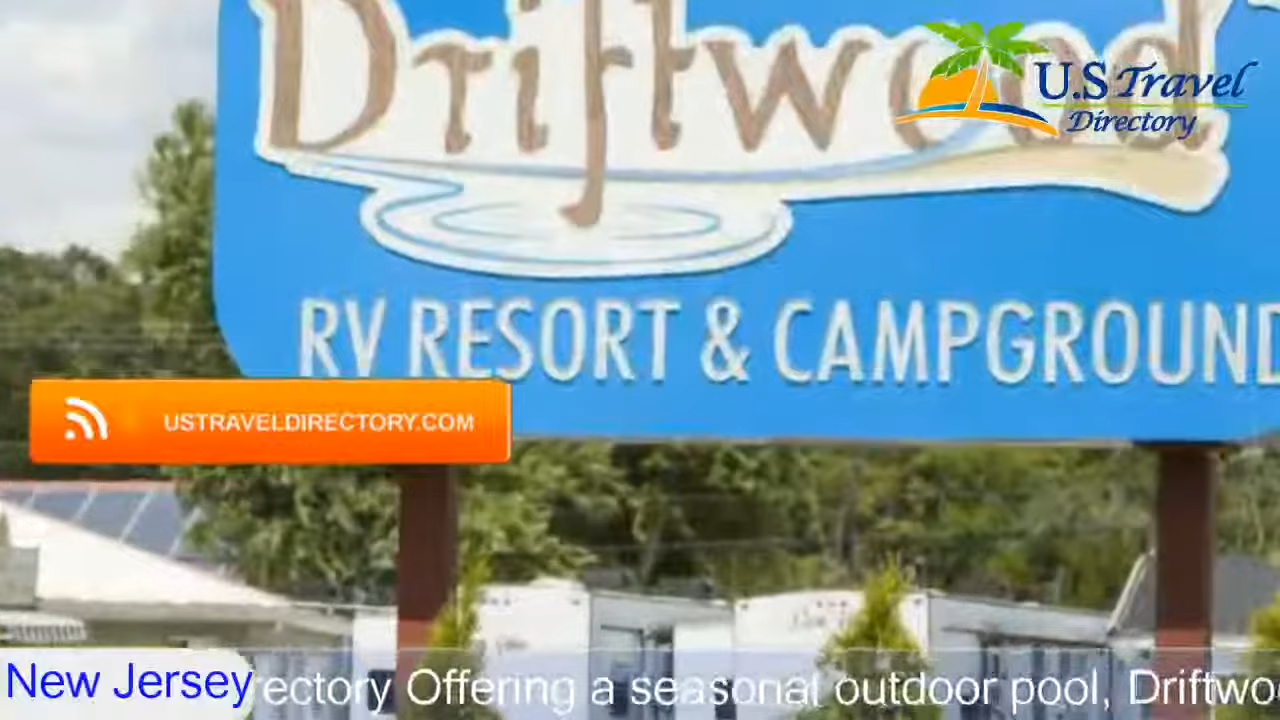 Driftwood
U.S Travel
Directory
RV RESORT & CAMPGROUND
USTRAVELDIRECTORY.COM
New Jersey
ectory Offering a seasonal outdoor pool, Driftwo